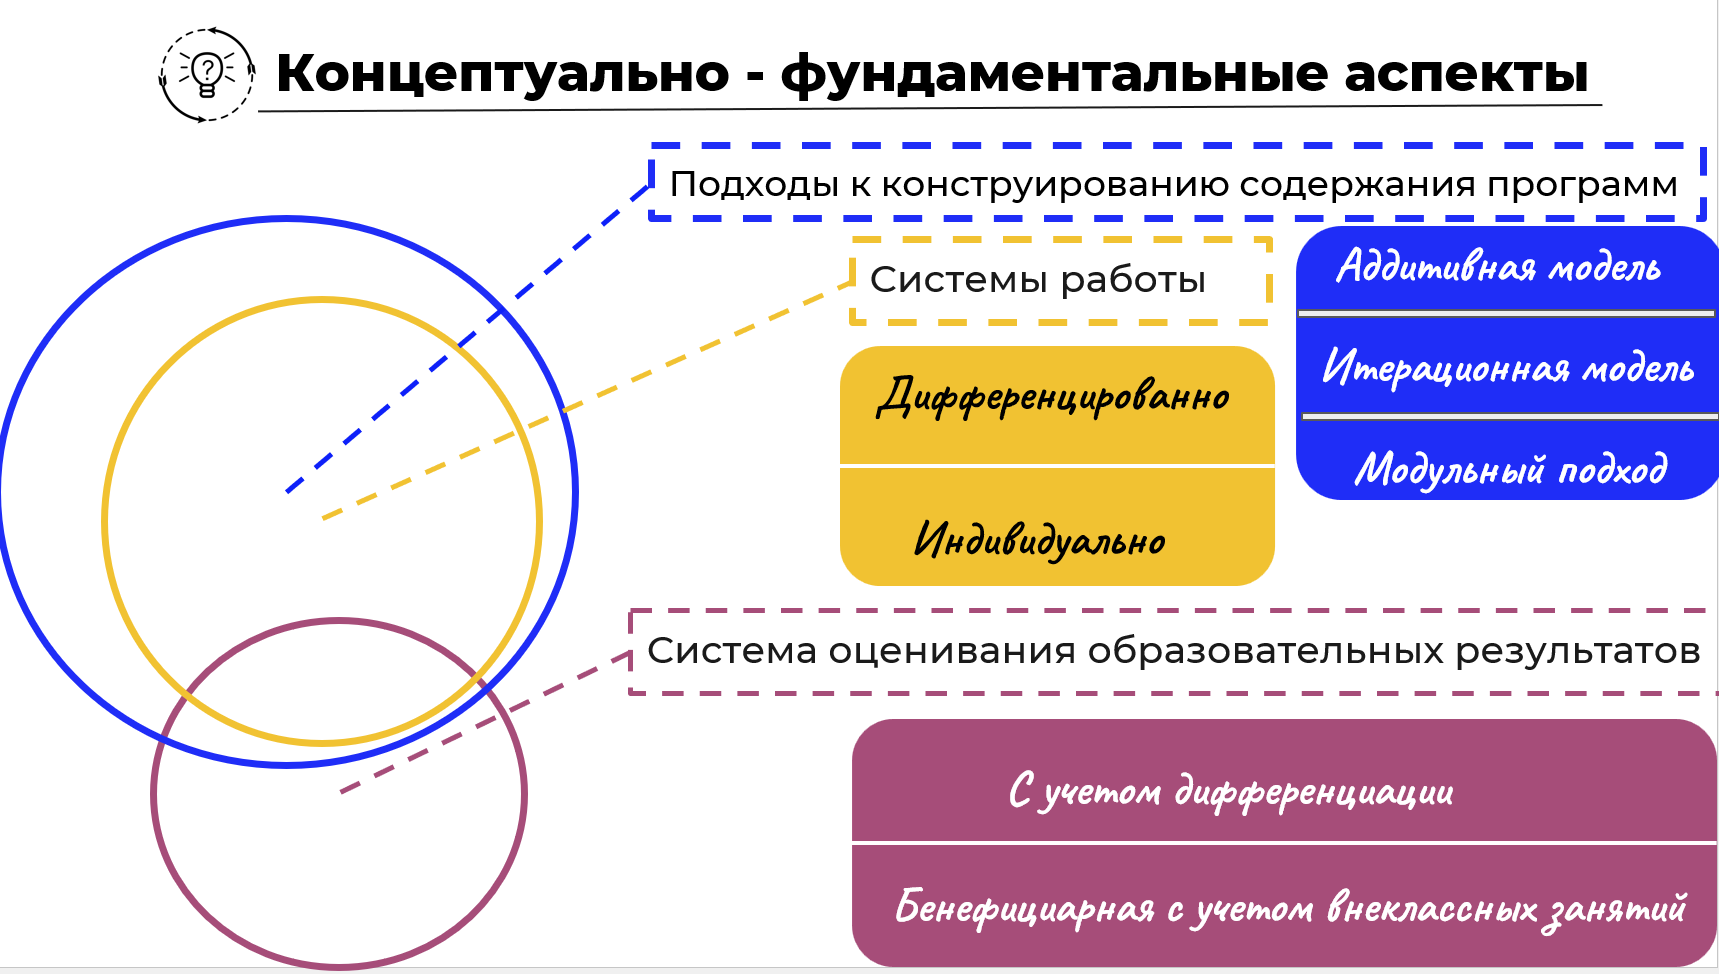 Концептуально - фундаментальные аспекты
Подходы к конструированию содержания программ
Системы работы
Дифференцированно
Индивидуально
Аддитивная модель
Итерационная модель
Модульный подход
Система оценивания образовательных результатов
С учетом дифференциации
Бенефициарная с учетом внеклассных занятий